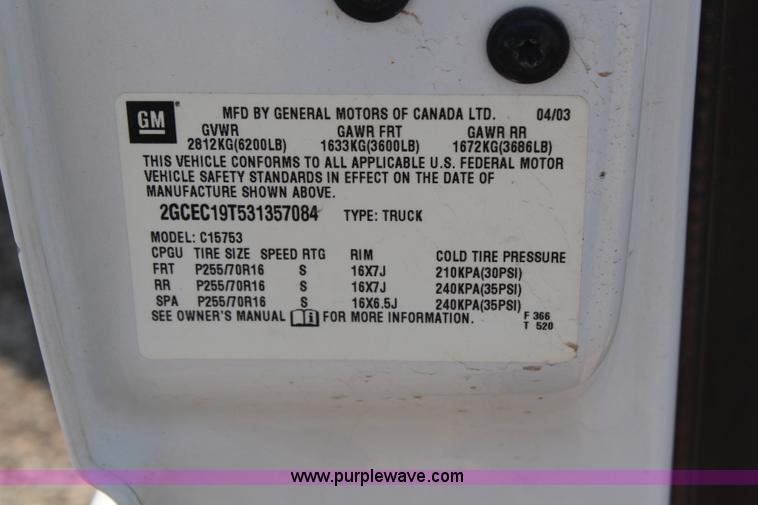 GM
MFD BY GENERAL MOTORS OF CANADA LTD. 04/03
GVWR GAWR FRT GAWR RR
2812KG(6200LB) 1633KG(3600LB) 1672KG(3686LB)
THIS VEHICLE CONFORMS TO ALL APPLICABLE U.S. FEDERAL MOTOR
VEHICLE SAFETY STANDARDS IN EFFECT ON THE DATE OF
MANUFACTURE SHOWN ABOVE.
2GCEC19T531357084 TYPE: TRUCK
MODEL: C15753
CPGU TIRE SIZE SPEED RTG RIM COLD TIRE PRESSURE
FRT P255/70R16 S 16X7J 210KPA(30PSI)
RR P255/70R16 S 16X7J 240KPA(35PSI)
SPA P255/70R16 S 16X6.5J 240KPA(35PSI)
SEE OWNER'S MANUAL i FOR MORE INFORMATION. F 366
T 520
www.purplewave.com